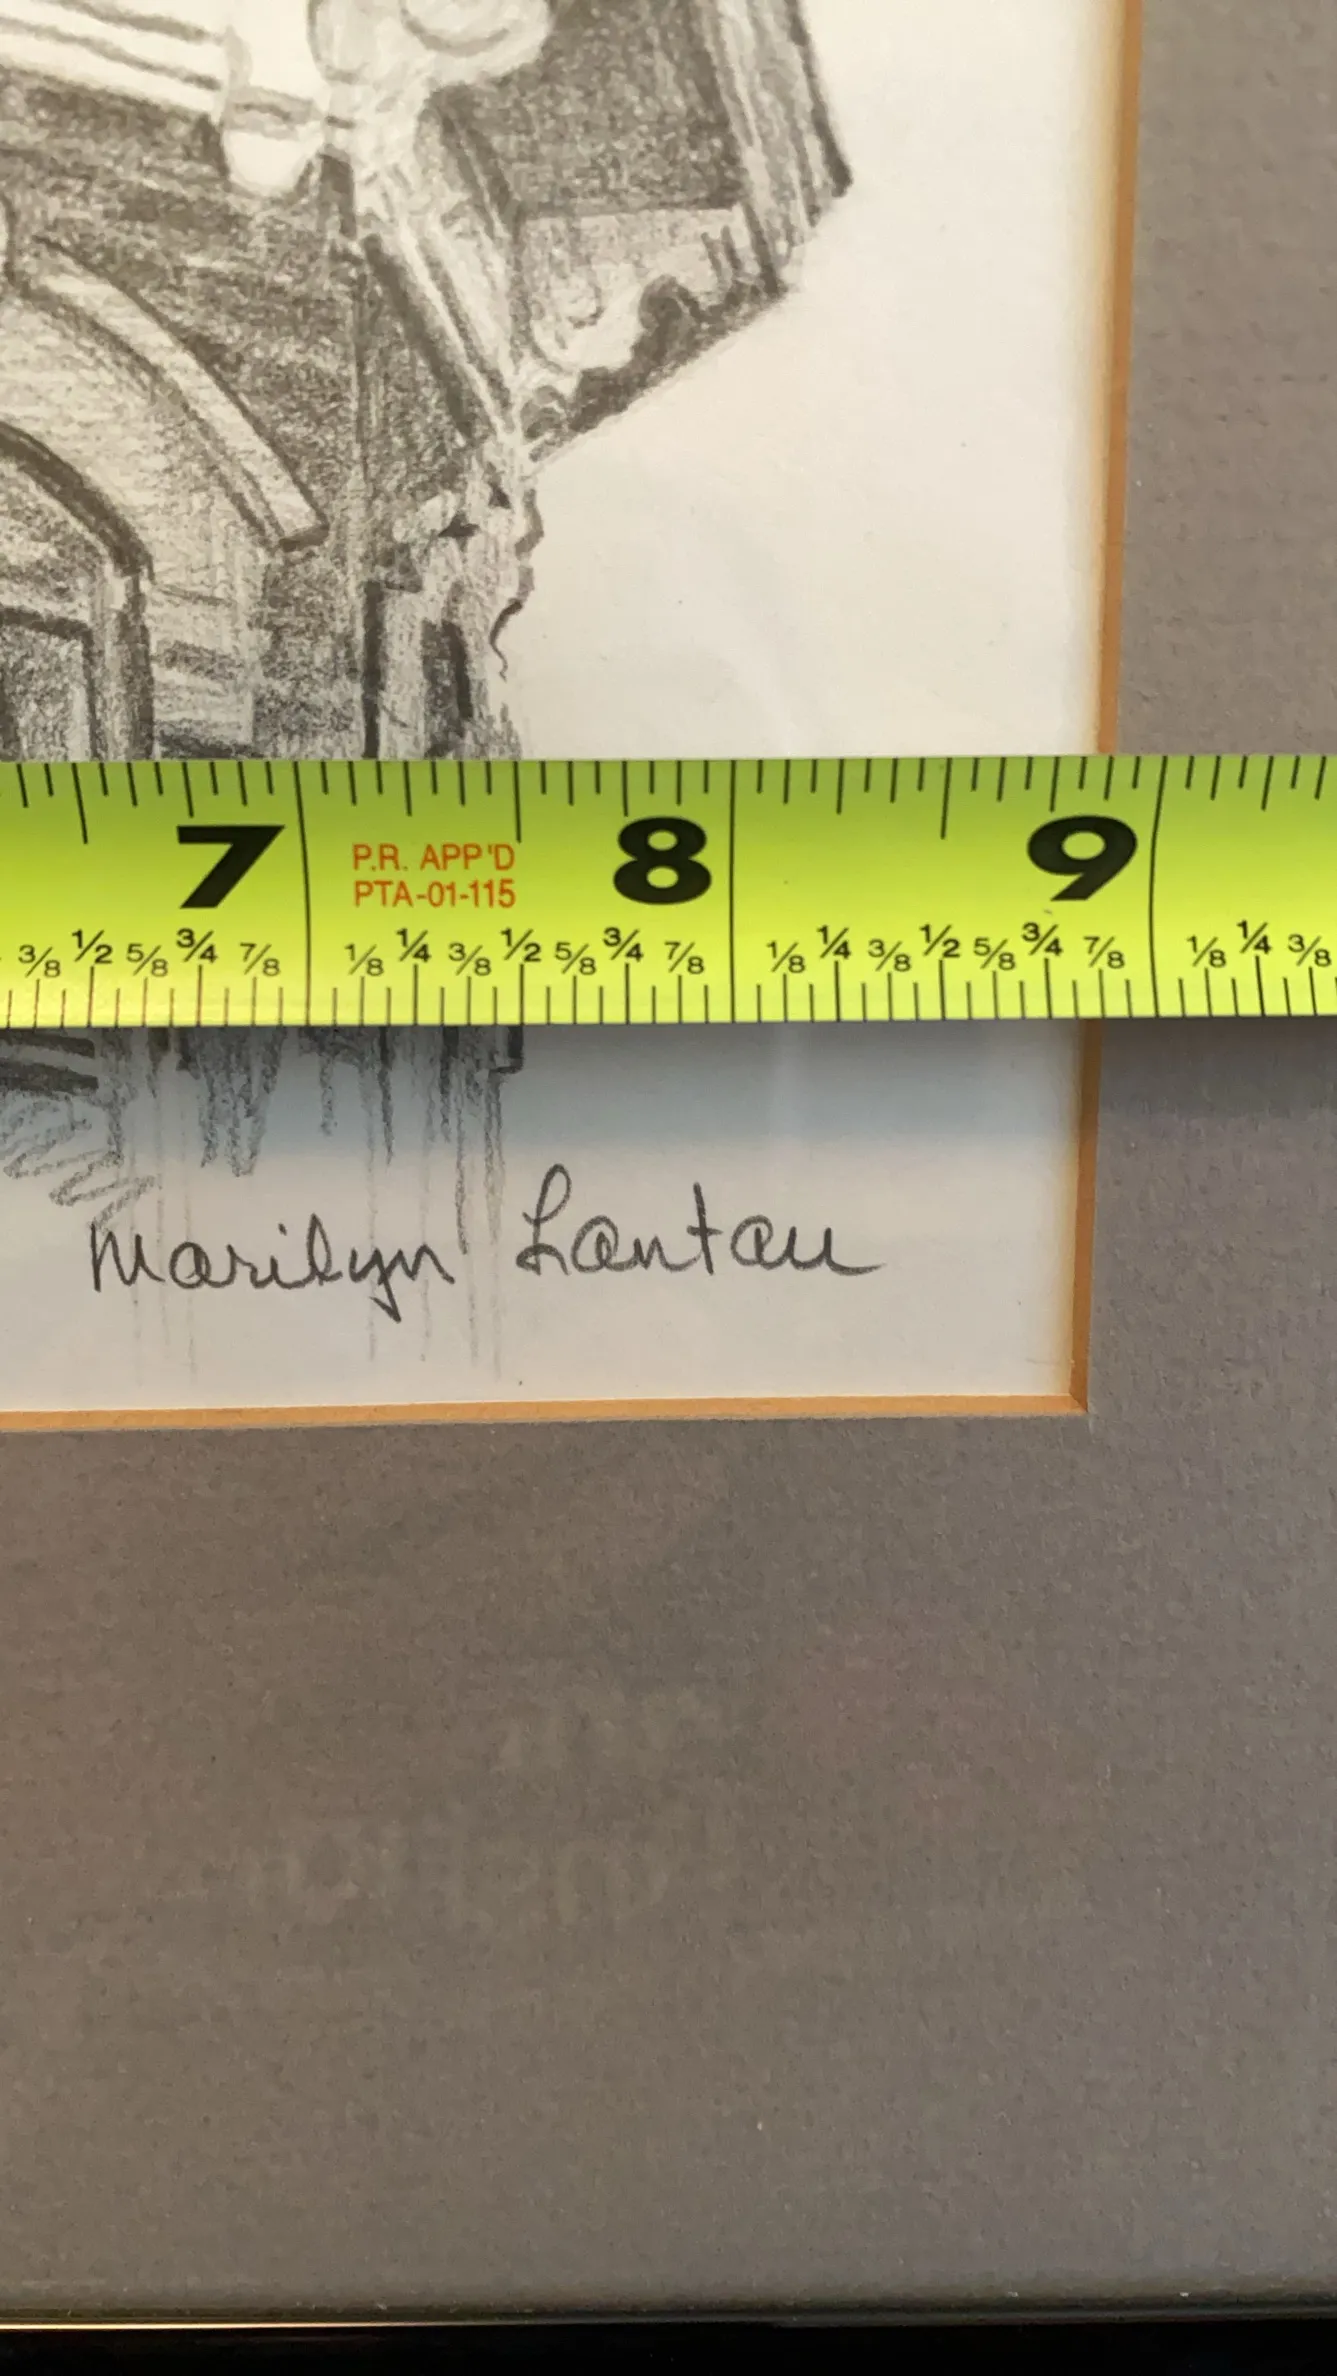 7 8 9
P.R. APP'D
PTA-01-115
3/8 1/2 5/8 3/4 7/8 1/8 1/4 3/8 1/2 5/8 3/4 7/8 1/8 1/4 3/8 1/2 5/8 3/4 7/8 1/8 1/4 3/8
Marilyn Lantau